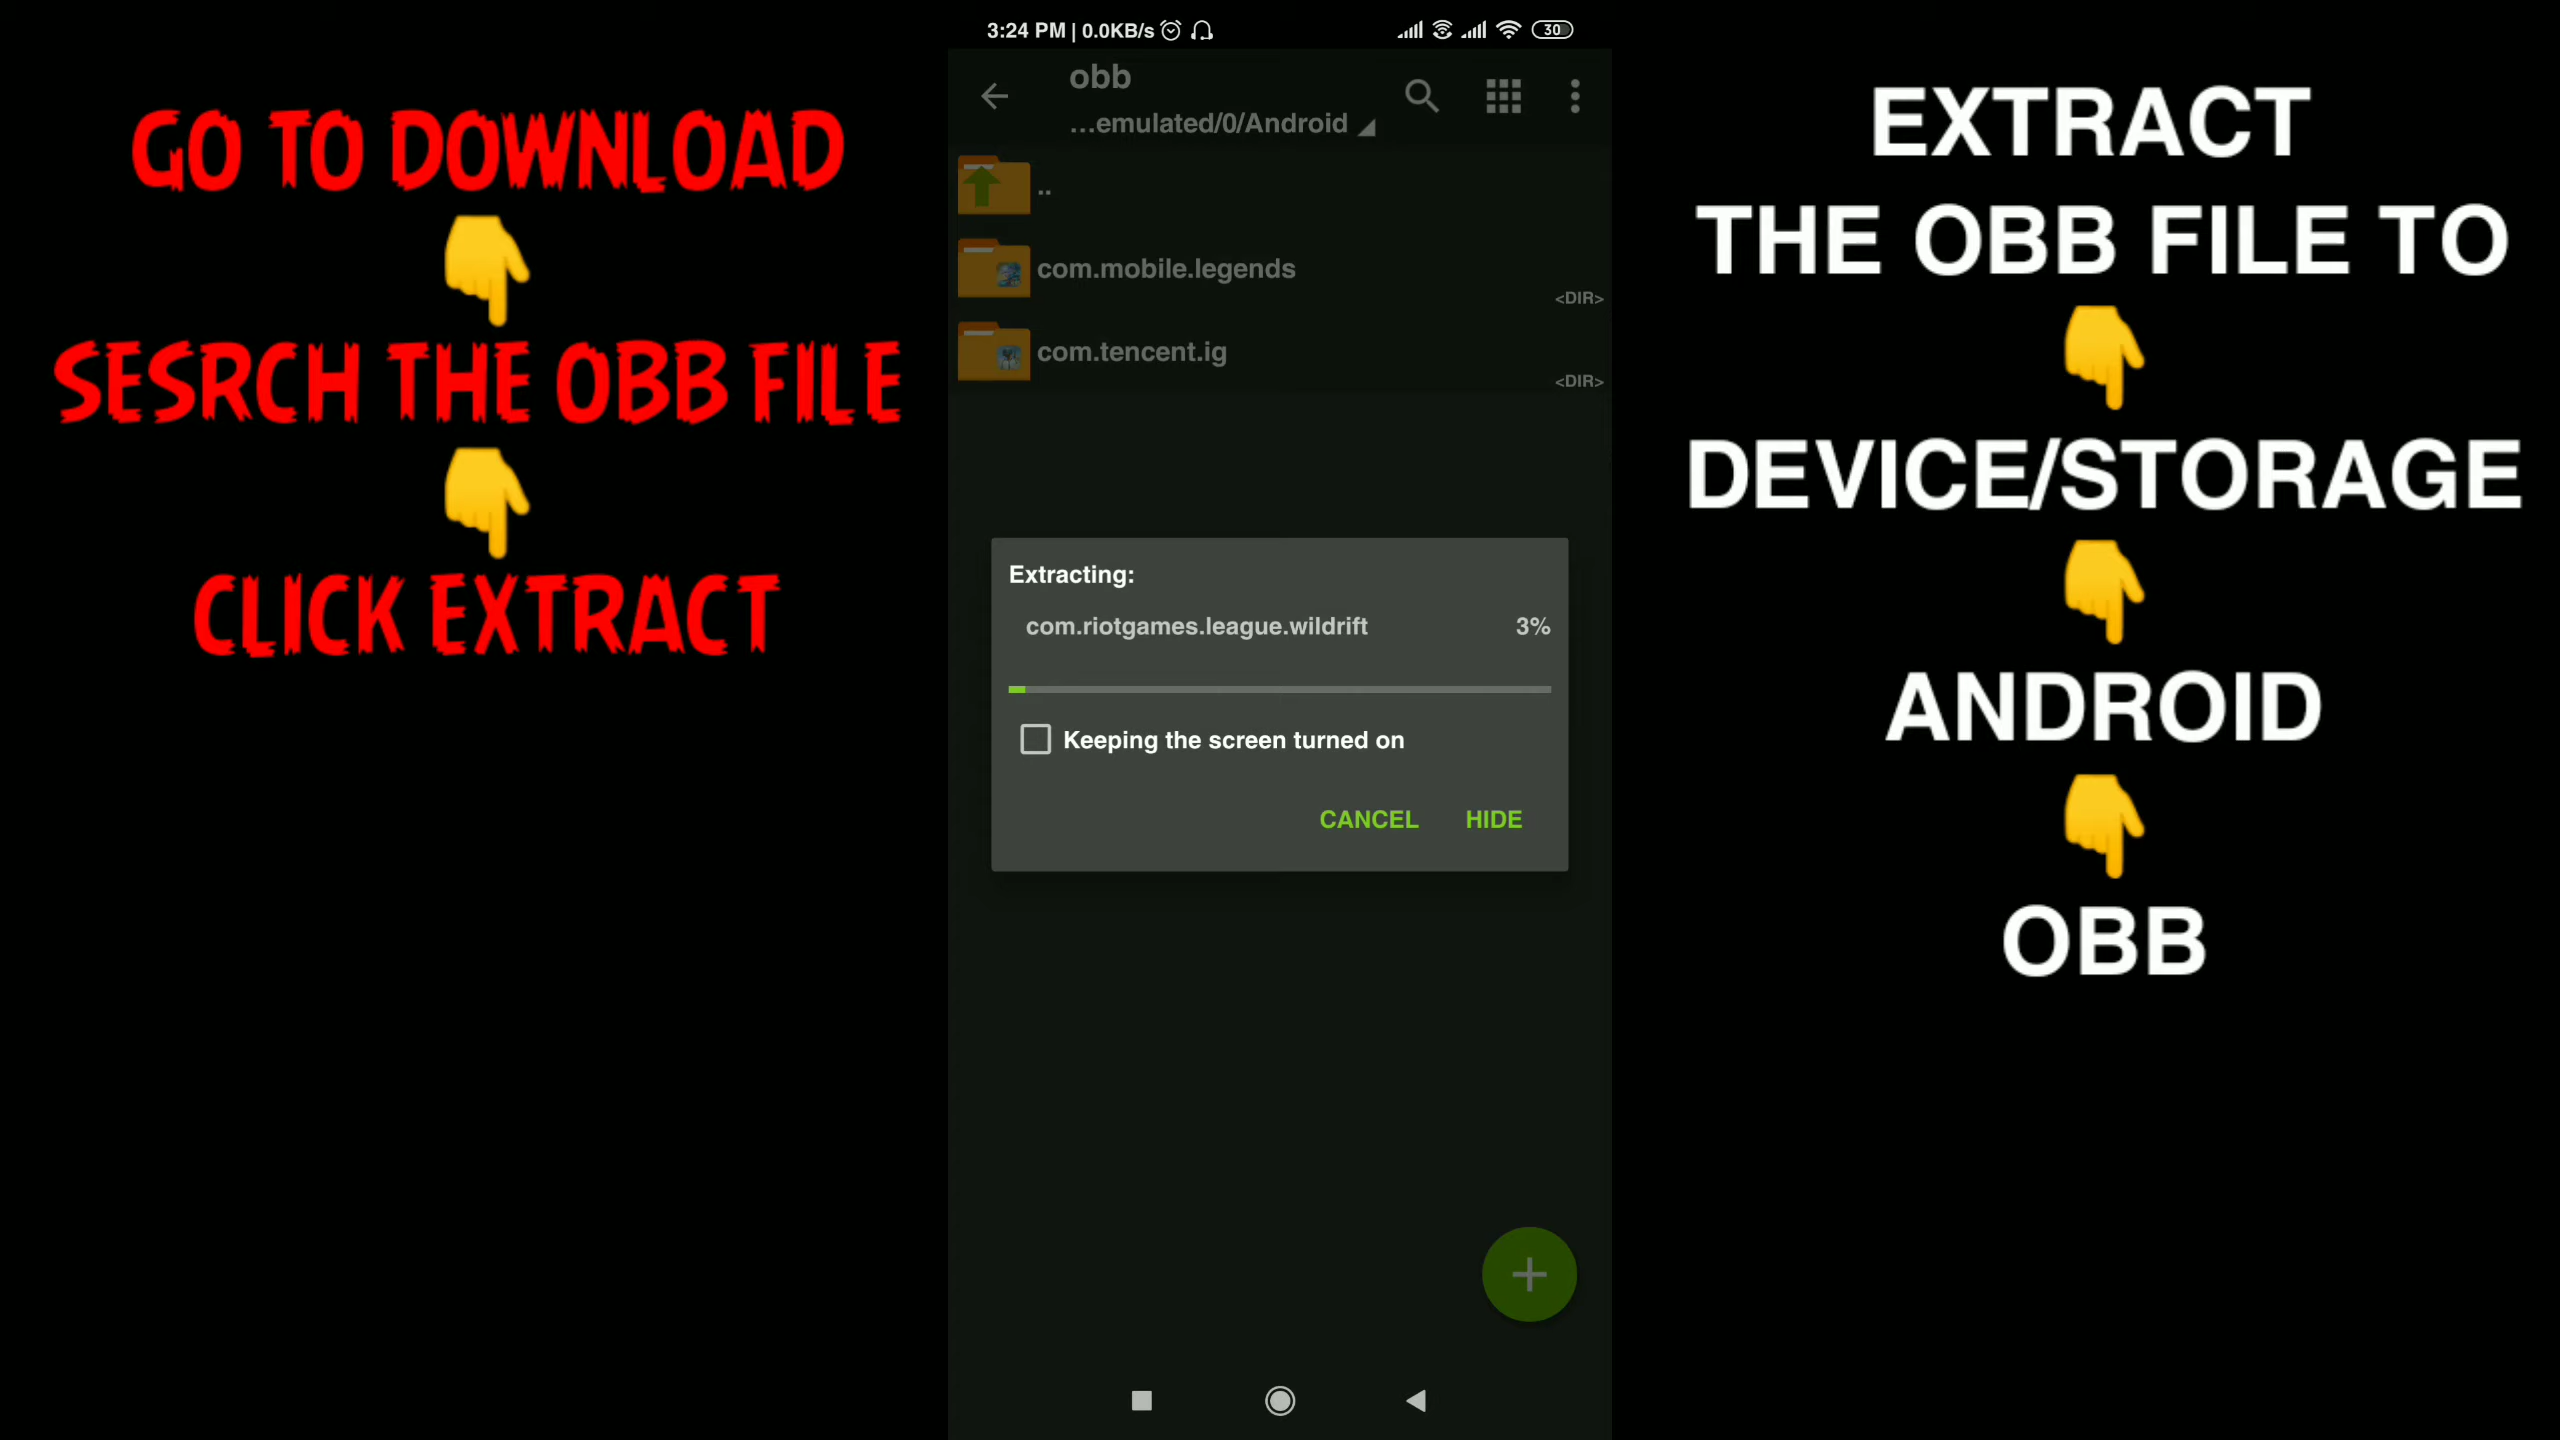 GO TO DOWNLOAD
SESRCH THE OBB FILE
CLICK EXTRACT
3:24 PM | 0.0KB/s
30
obb
...emulated/0/Android
..
com.mobile.legends
<DIR>
com.tencent.ig
<DIR>
Extracting:
com.riotgames.league.wildrift 3%
Keeping the screen turned on
CANCEL HIDE
EXTRACT
THE OBB FILE TO
DEVICE/STORAGE
ANDROID
OBB